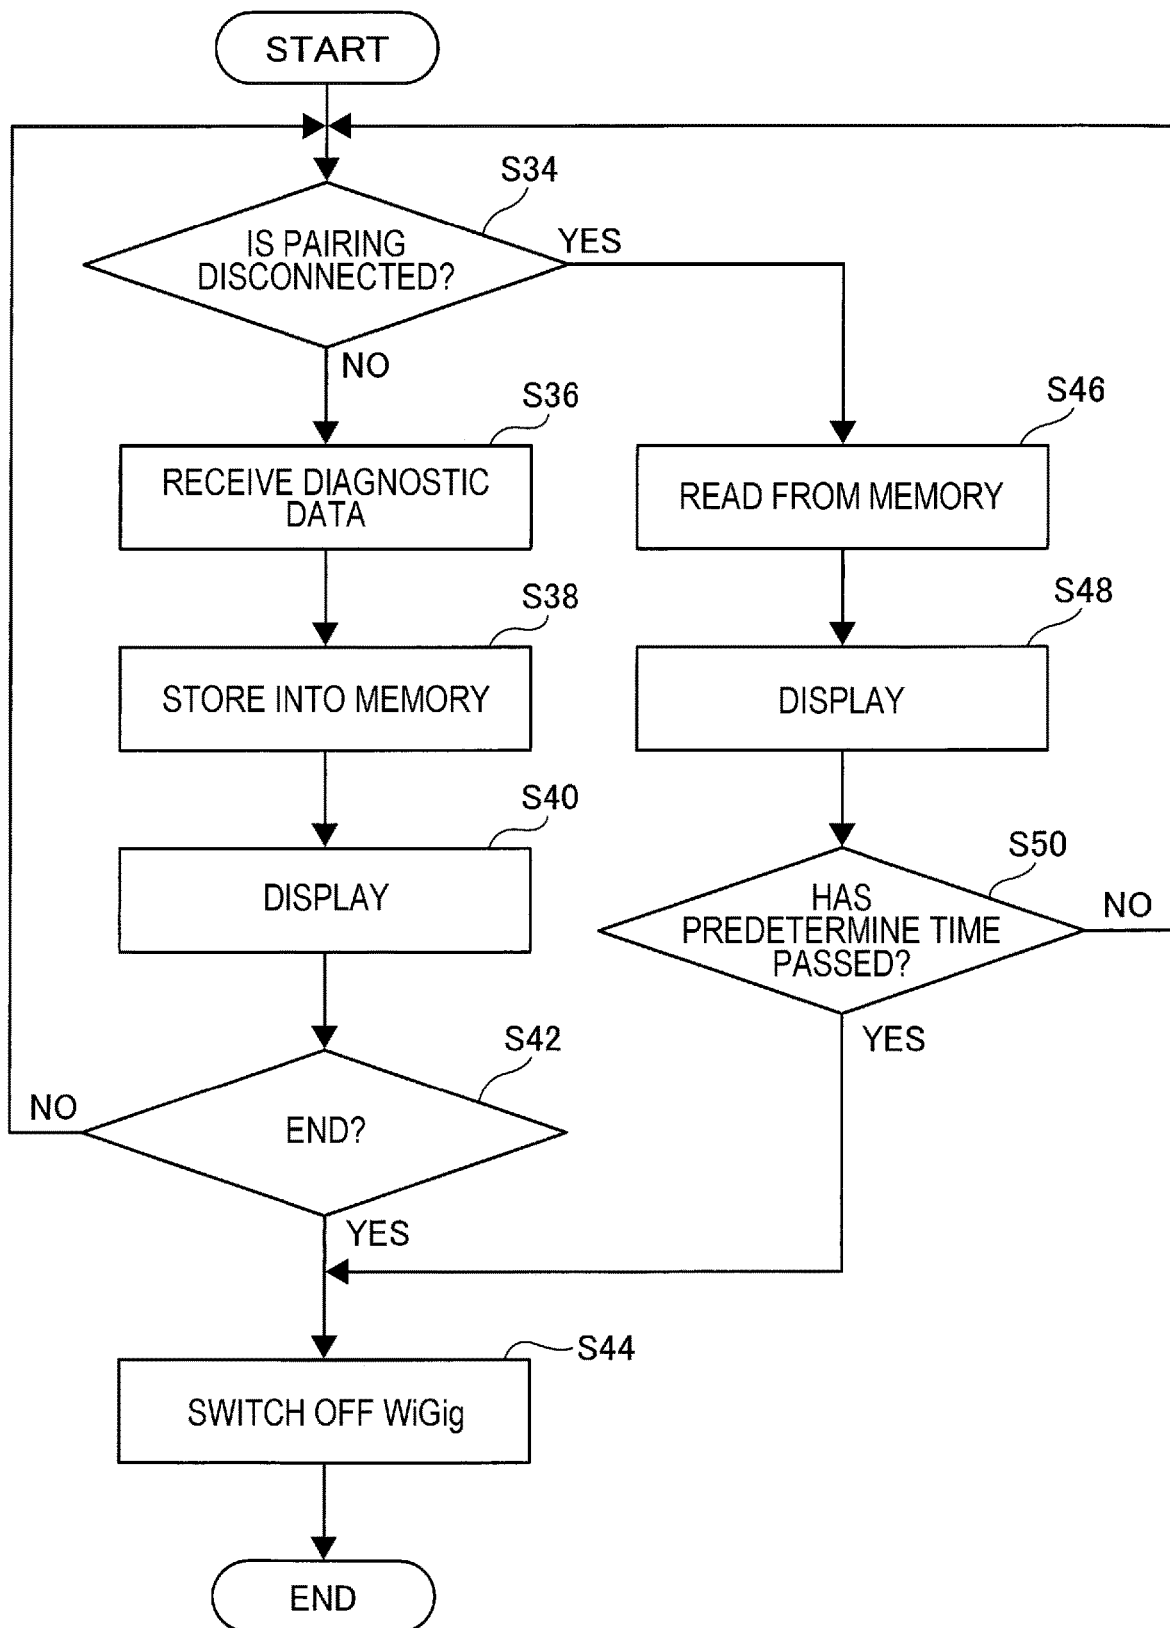 START
S34
IS PAIRING
DISCONNECTED?
YES
NO
S36
RECEIVE DIAGNOSTIC
DATA
S46
READ FROM MEMORY
S38
STORE INTO MEMORY
S48
DISPLAY
S40
DISPLAY
S50
HAS
PREDETERMINE TIME
PASSED?
NO
YES
S42
END?
NO
YES
S44
SWITCH OFF WiGig
END